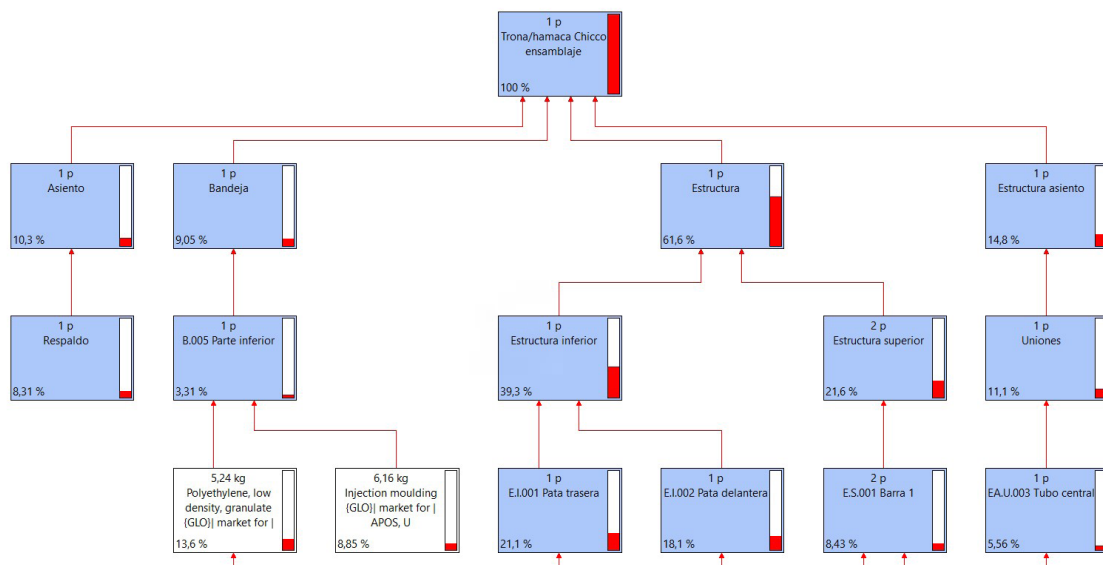 1 p
Trona/hamaca Chicco
ensamblaje
100 %
1 p
Asiento
10,3 %
1 p
Bandeja
9,05 %
1 p
Estructura
61,6 %
1 p
Estructura asiento
14,8 %
1 p
Respaldo
8,31 %
1 p
B.005 Parte inferior
3,31 %
1 p
Estructura inferior
39,3 %
2 p
Estructura superior
21,6 %
1 p
Uniones
11,1 %
5,24 kg
Polyethylene, low
density, granulate
{GLO}| market for |
13,6 %
6,16 kg
Injection moulding
{GLO}| market for |
APOS, U
8,85 %
1 p
E.I.001 Pata trasera
21,1 %
1 p
E.I.002 Pata delantera
18,1 %
2 p
E.S.001 Barra 1
8,43 %
1 p
EA.U.003 Tubo central
5,56 %